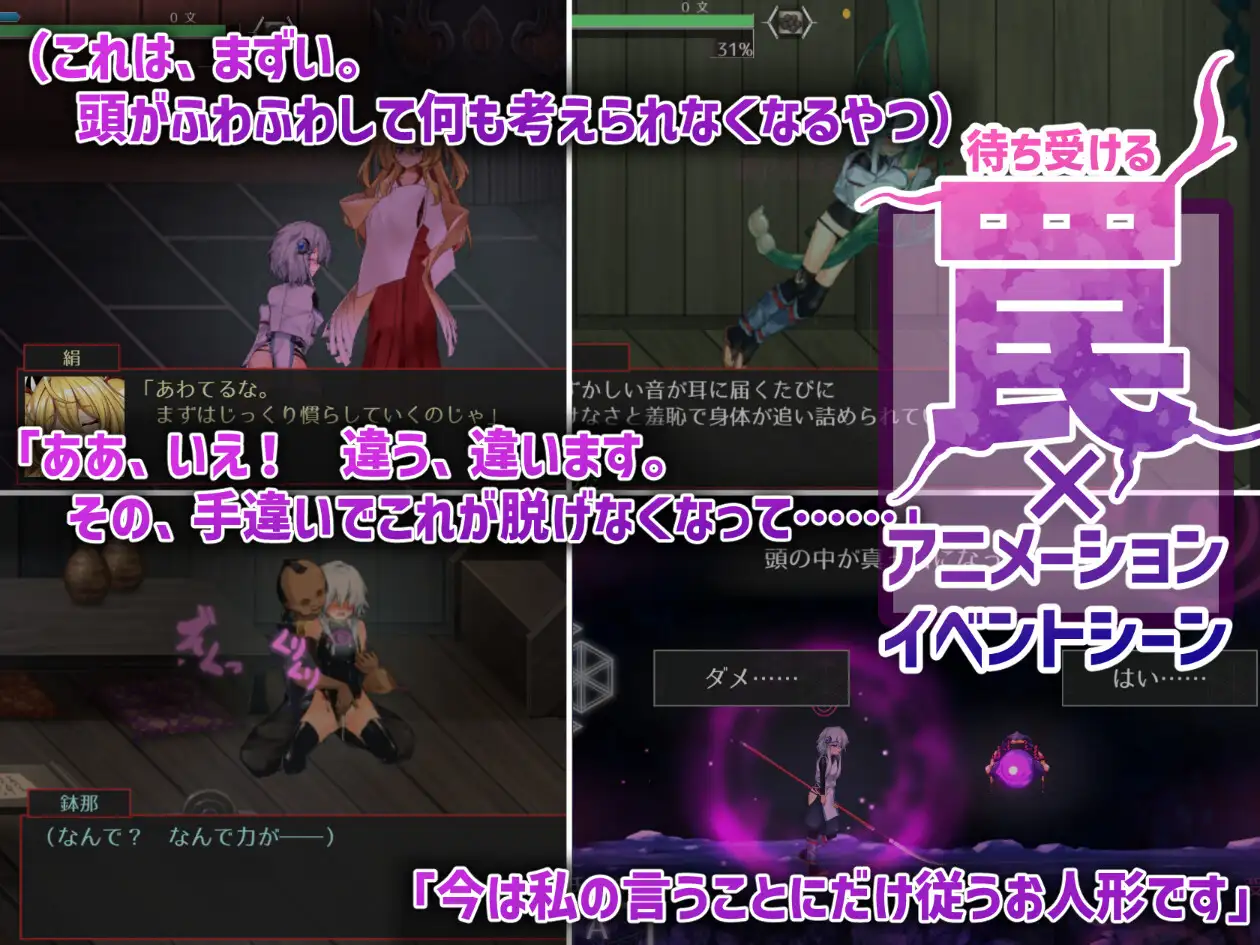 ０文
０文
31%
（これは、まずい。
頭がふわふわして何も考えられなくなるやつ）
待ち受ける
罠
×
アニメーション
イベントシーン
絹
「あわてるな。
まずはじっくり慣らしていくのじゃ」
ずかしい音が耳に届くたびに
なさと羞恥で身体が追い詰められて
「ああ、いえ！　違う、違います。
その、手違いでこれが脱げなくなって……」
頭の中が真
ダメ……
はい……
鉢那
（なんで？　なんで力が――）
「今は私の言うことにだけ従うお人形です」